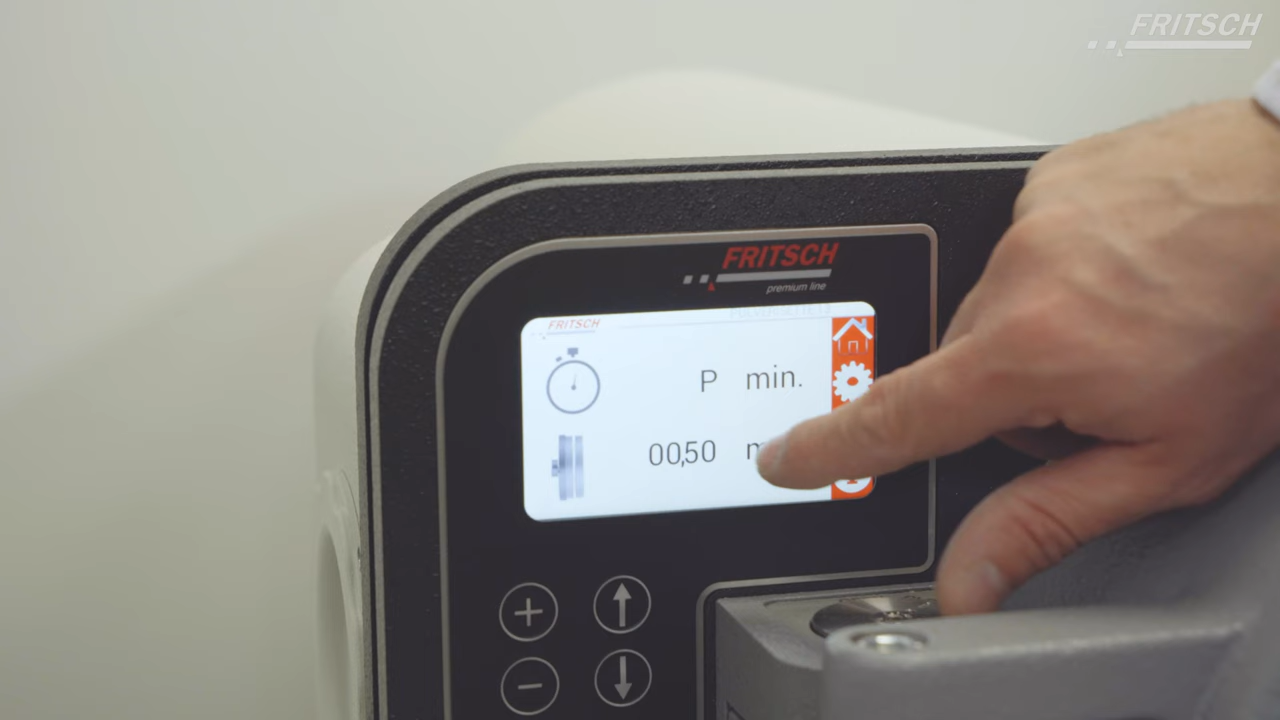 FRITSCH
FRITSCH
premium line
FRITSCH
P min.
00,50 m